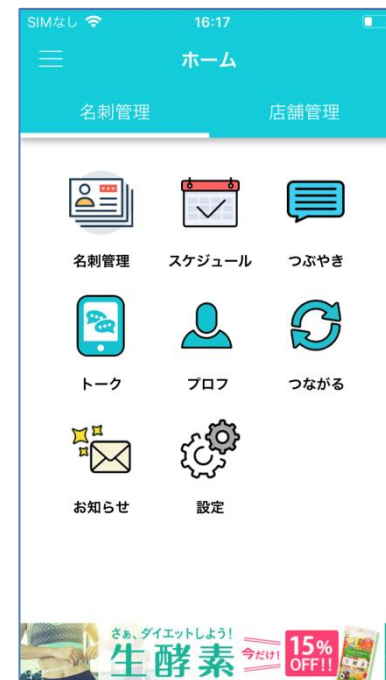 SIMなし 16:17
ホーム
名刺管理 店舗管理
名刺管理 スケジュール つぶやき
トーク プロフ つながる
お知らせ 設定
さぁ、ダイエットしよう!
生酵素 今だけ! 15% OFF!!